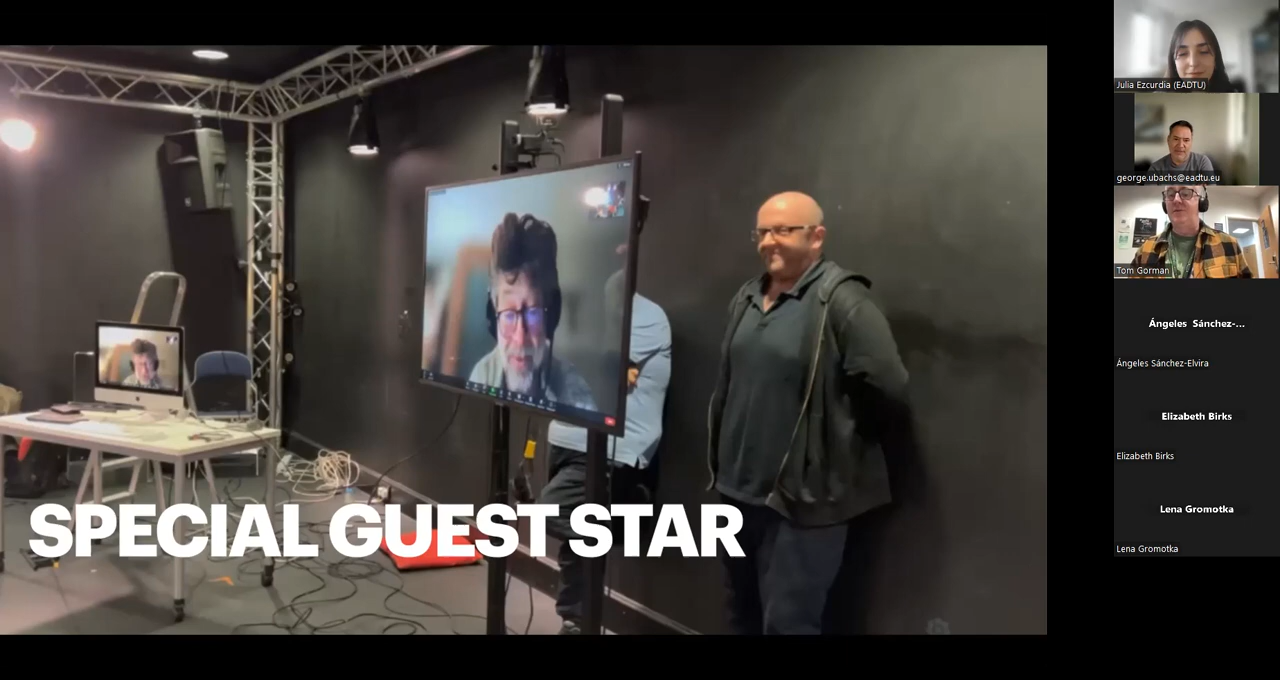 SPECIAL GUEST STAR
Julia Ezcurdia (EADTU)
george.ubachs@eadtu.eu
Tom Gorman
Ángeles Sánchez-...
Ángeles Sánchez-Elvira
Elizabeth Birks
Elizabeth Birks
Lena Gromotka
Lena Gromotka